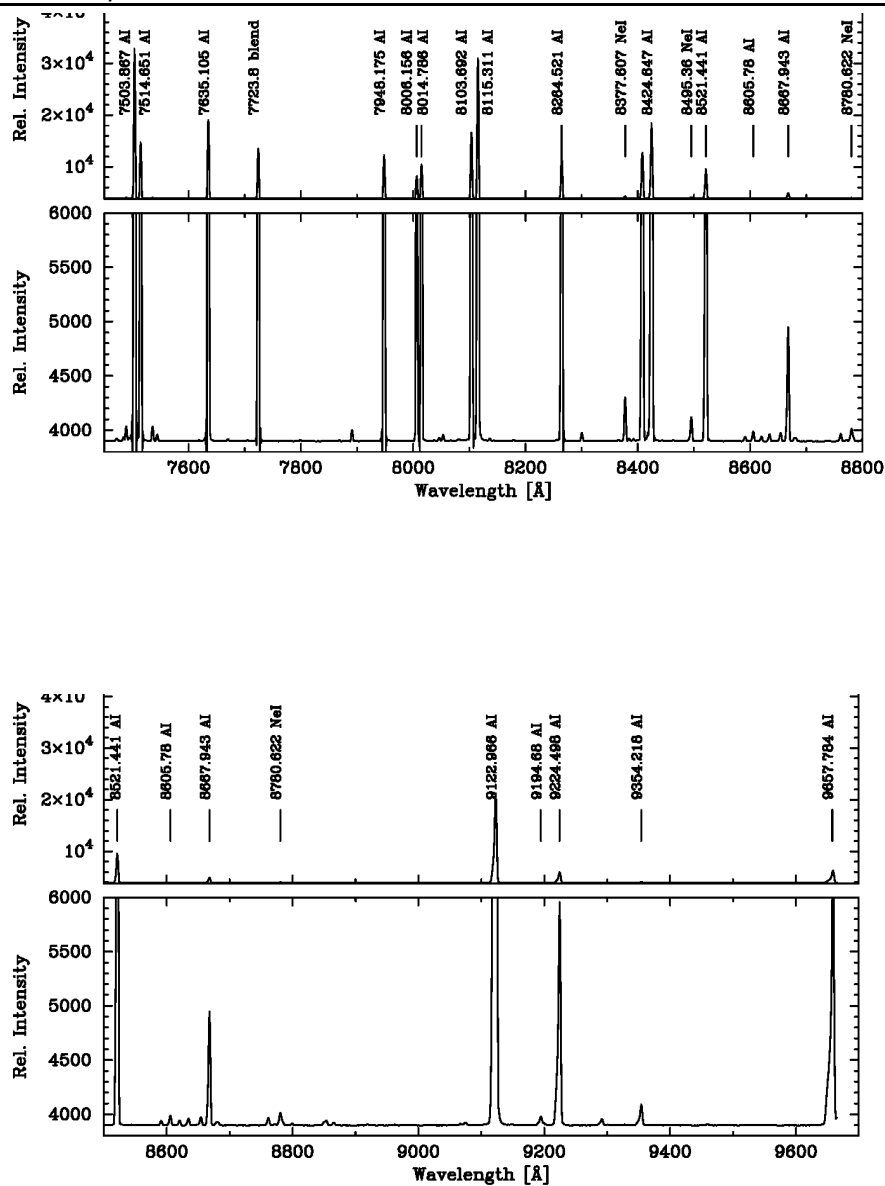 4×10
3×10⁴
2×10⁴
10⁴
Rel. Intensity
7503.867 AI
7514.651 AI
7635.105 AI
7723.8 blend
7948.175 AI
8006.156 AI
8014.786 AI
8103.692 AI
8115.311 AI
8264.521 AI
8377.607 NeI
8424.647 AI
8495.36 NeI
8521.441 AI
8605.78 AI
8667.943 AI
8780.622 NeI
6000
5500
5000
4500
4000
Rel. Intensity
7600 7800 8000 8200 8400 8600 8800
Wavelength [Å]
4×10
3×10⁴
2×10⁴
10⁴
Rel. Intensity
8521.441 AI
8605.78 AI
8667.943 AI
8780.622 NeI
9122.966 AI
9194.68 AI
9224.498 AI
9354.218 AI
9657.784 AI
6000
5500
5000
4500
4000
Rel. Intensity
8600 8800 9000 9200 9400 9600
Wavelength [Å]